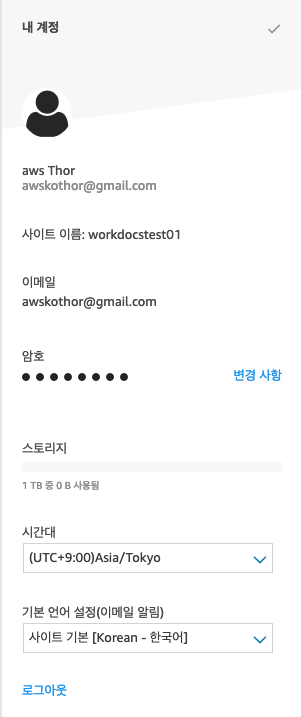 내 계정
aws Thor
awskothor@gmail.com
사이트 이름: workdocstest01
이메일
awskothor@gmail.com
암호
●●●●●●●●
변경 사항
스토리지
1 TB 중 0 B 사용됨
시간대
(UTC+9:00)Asia/Tokyo
기본 언어 설정(이메일 알림)
사이트 기본 [Korean - 한국어]
로그아웃